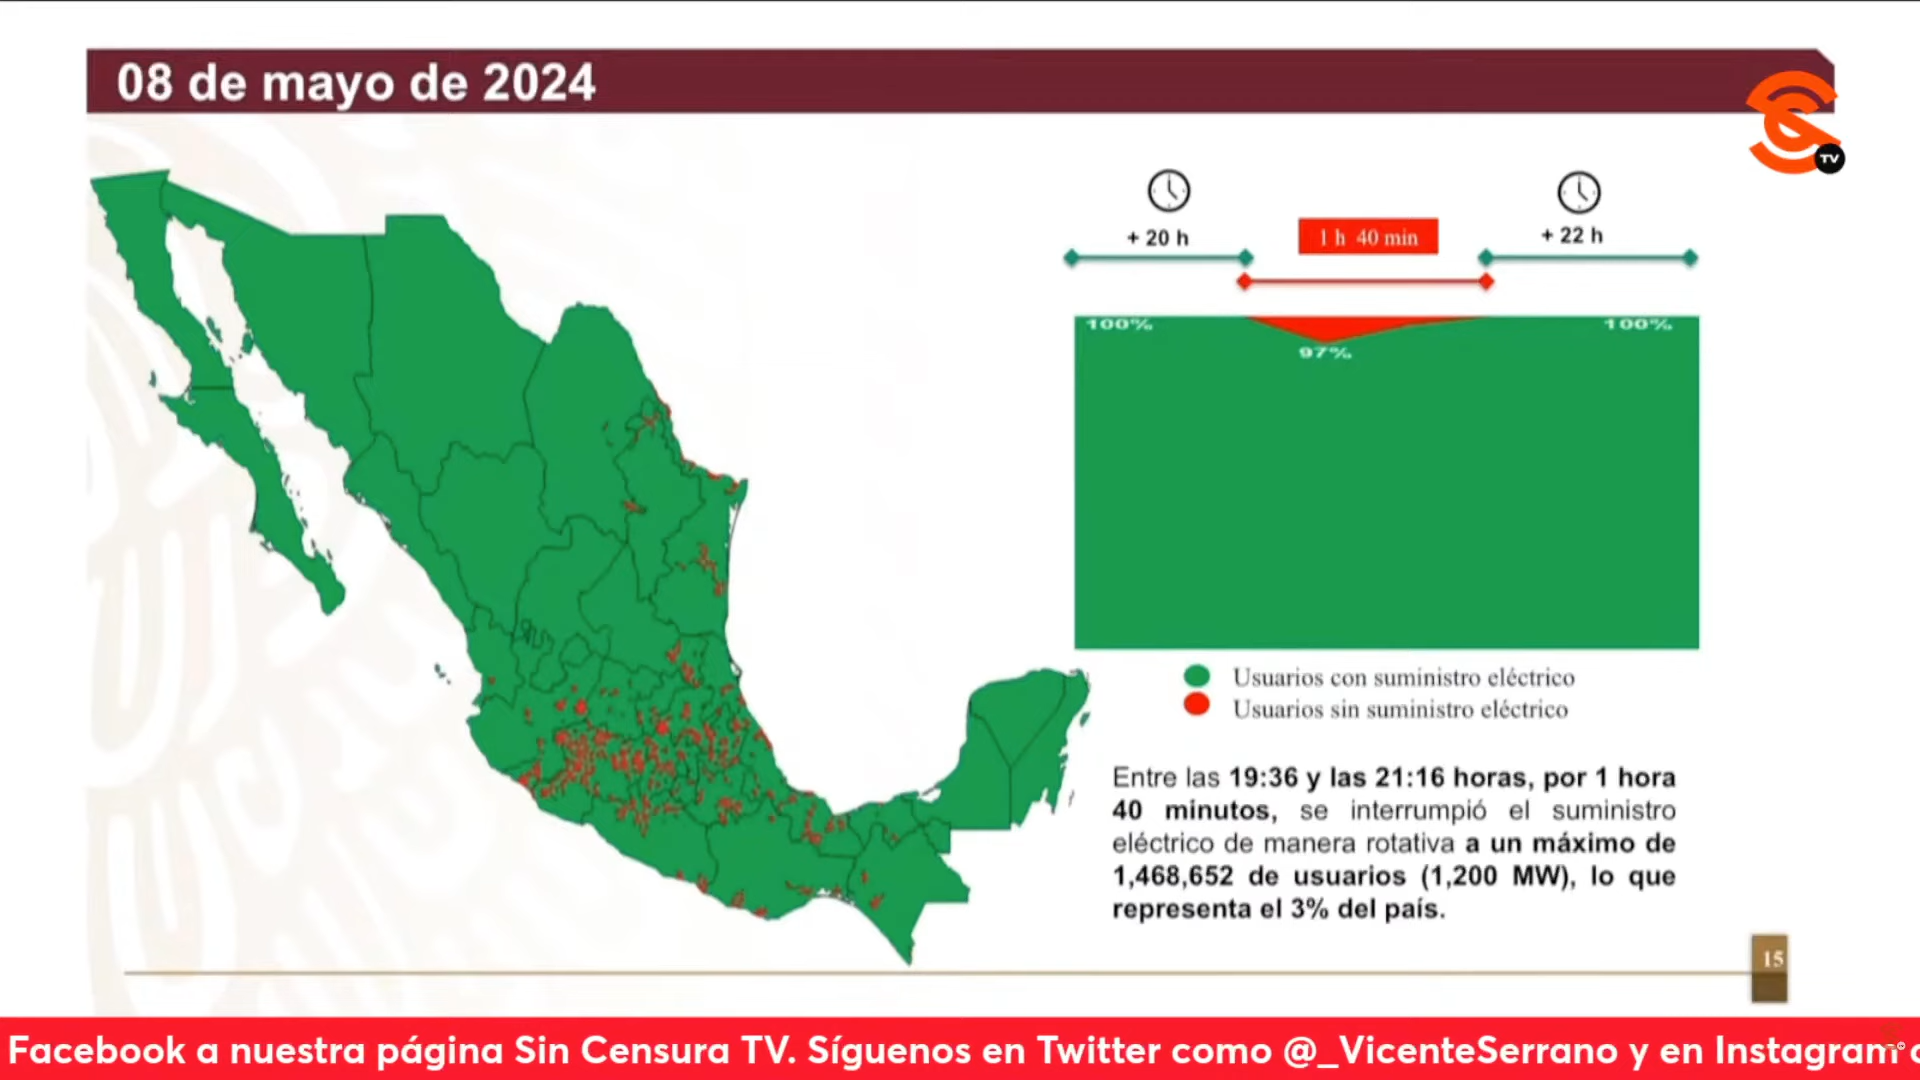 08 de mayo de 2024
TV
+ 20 h
1 h 40 min
+ 22 h
100%
97%
100%
Usuarios con suministro eléctrico
Usuarios sin suministro eléctrico
Entre las 19:36 y las 21:16 horas, por 1 hora
40 minutos, se interrumpió el suministro
eléctrico de manera rotativa a un máximo de
1,468,652 de usuarios (1,200 MW), lo que
representa el 3% del país.
15
Facebook a nuestra página Sin Censura TV. Síguenos en Twitter como @_VicenteSerrano y en Instagram